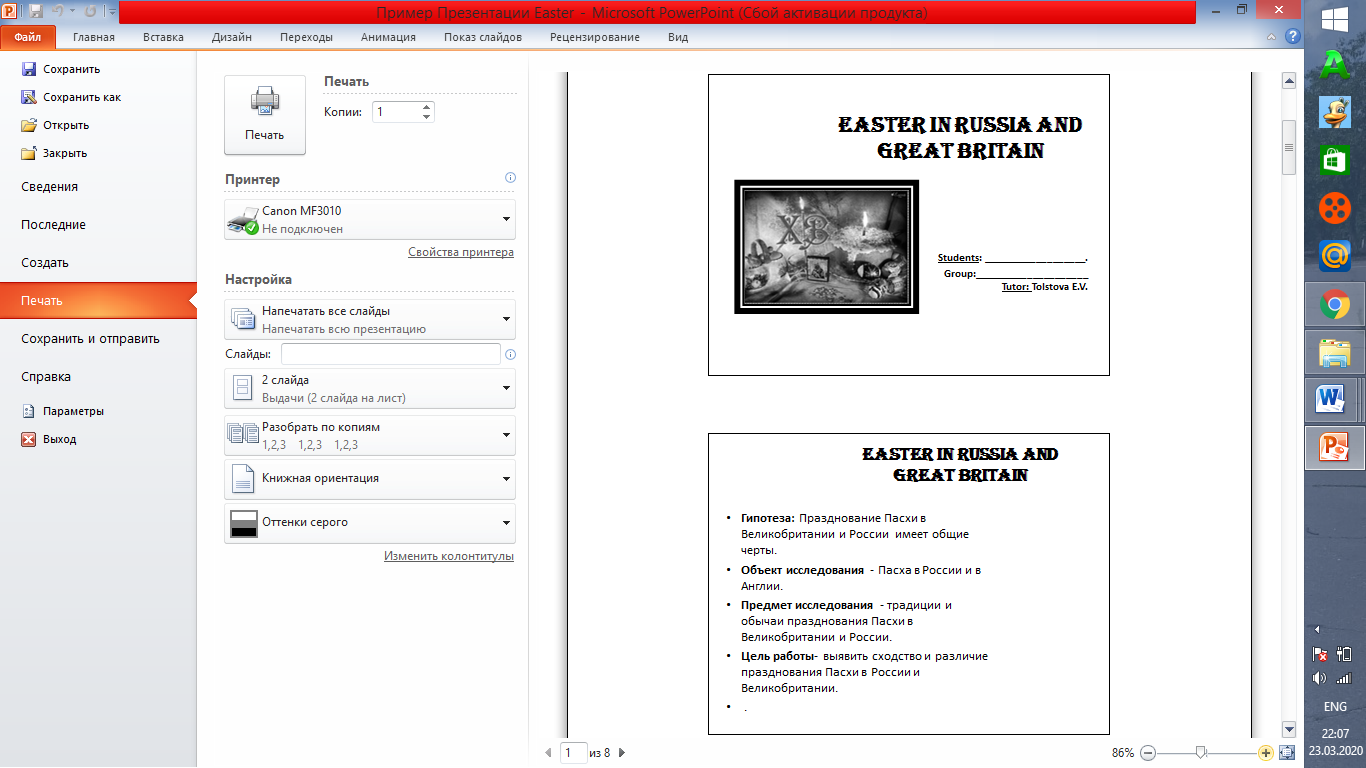 Пример Презентации Easter - Microsoft PowerPoint (Сбой активации продукта)
Файл Главная Вставка Дизайн Переходы Анимация Показ слайдов Рецензирование Вид
Сохранить
Сохранить как
Открыть
Закрыть
Сведения
Последние
Создать
Печать
Сохранить и отправить
Справка
Параметры
Выход
Печать
Печать
Копии: 1
Принтер
Canon MF3010
Не подключен
Свойства принтера
Настройка
Напечатать все слайды
Напечатать всю презентацию
Слайды:
2 слайда
Выдачи (2 слайда на лист)
Разобрать по копиям
1,2,3 1,2,3 1,2,3
Книжная ориентация
Оттенки серого
Изменить колонтитулы
EASTER IN RUSSIA AND
GREAT BRITAIN
ХВ
Students: ____________________.
Group:______________________
Tutor: Tolstova E.V.
EASTER IN RUSSIA AND
GREAT BRITAIN
• Гипотеза: Празднование Пасхи в
Великобритании и России имеет общие
черты.
• Объект исследования - Пасха в России и в
Англии.
• Предмет исследования - традиции и
обычаи празднования Пасхи в
Великобритании и России.
• Цель работы- выявить сходство и различие
празднования Пасхи в России и
Великобритании.
• .
1 из 8
86%
ENG
22:07
23.03.2020